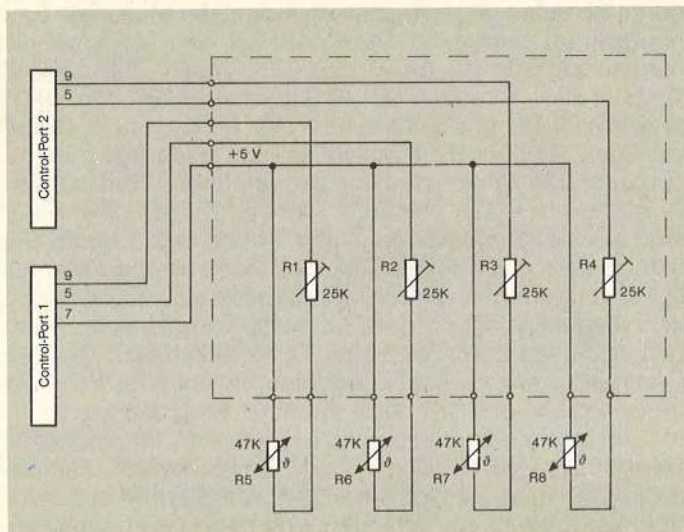 9
5
Control-Port 2
+5 V
9
5
7
Control-Port 1
R1
25K
R2
25K
R3
25K
R4
25K
47K
R5
ϑ
47K
R6
ϑ
47K
R7
ϑ
47K
R8
ϑ